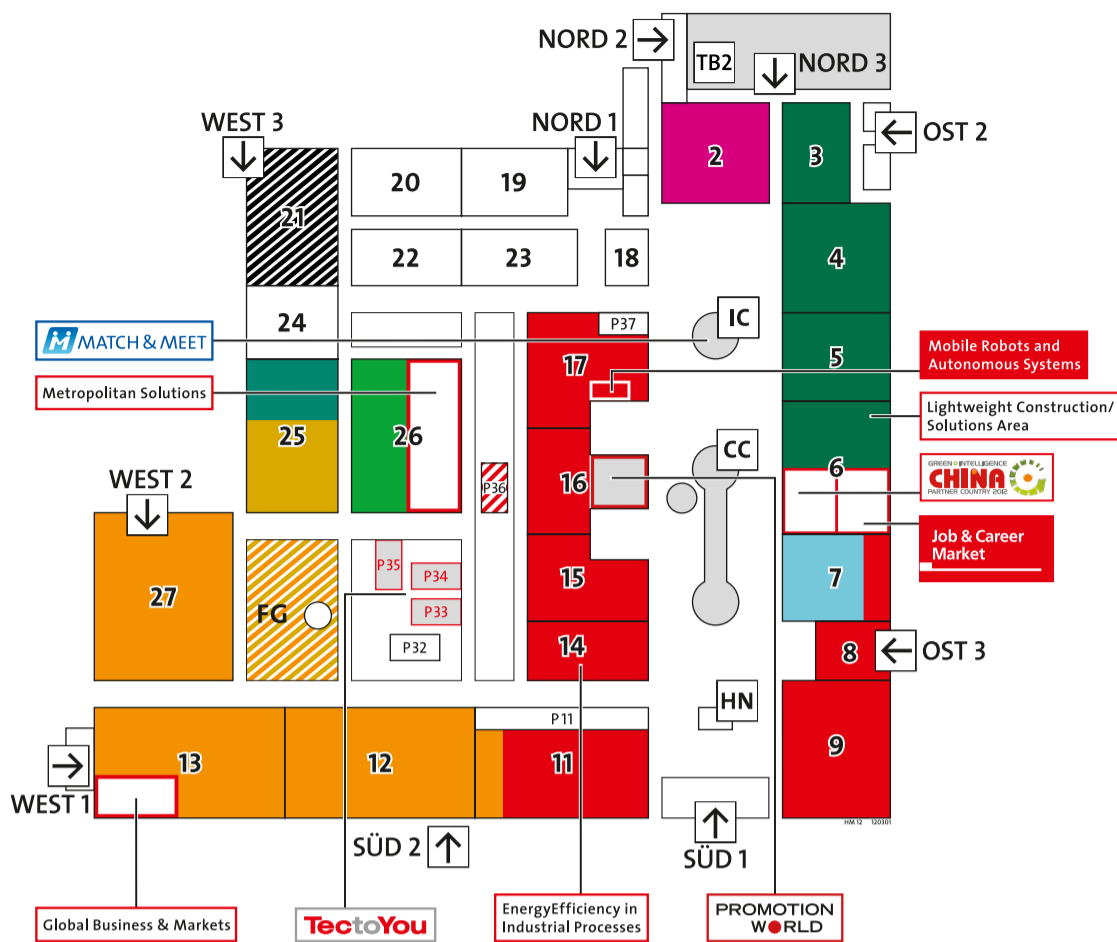 NORD 2
TB2
NORD 3
WEST 3
NORD 1
OST 2
2
3
20
19
21
22
23
18
4
24
P37
IC
MATCH & MEET
17
5
Mobile Robots and
Autonomous Systems
Metropolitan Solutions
25
26
Lightweight Construction/
Solutions Area
CC
6
WEST 2
P36
16
GREEN INTELLIGENCE
CHINA
PARTNER COUNTRY 2012
Job & Career
Market
P35
P34
15
7
27
FG
P33
P32
14
8
OST 3
HN
P11
13
12
11
9
WEST 1
HM 12 120301
SÜD 2
SÜD 1
Global Business & Markets
TectoYou
EnergyEfficiency in
Industrial Processes
PROMOTION
WORLD